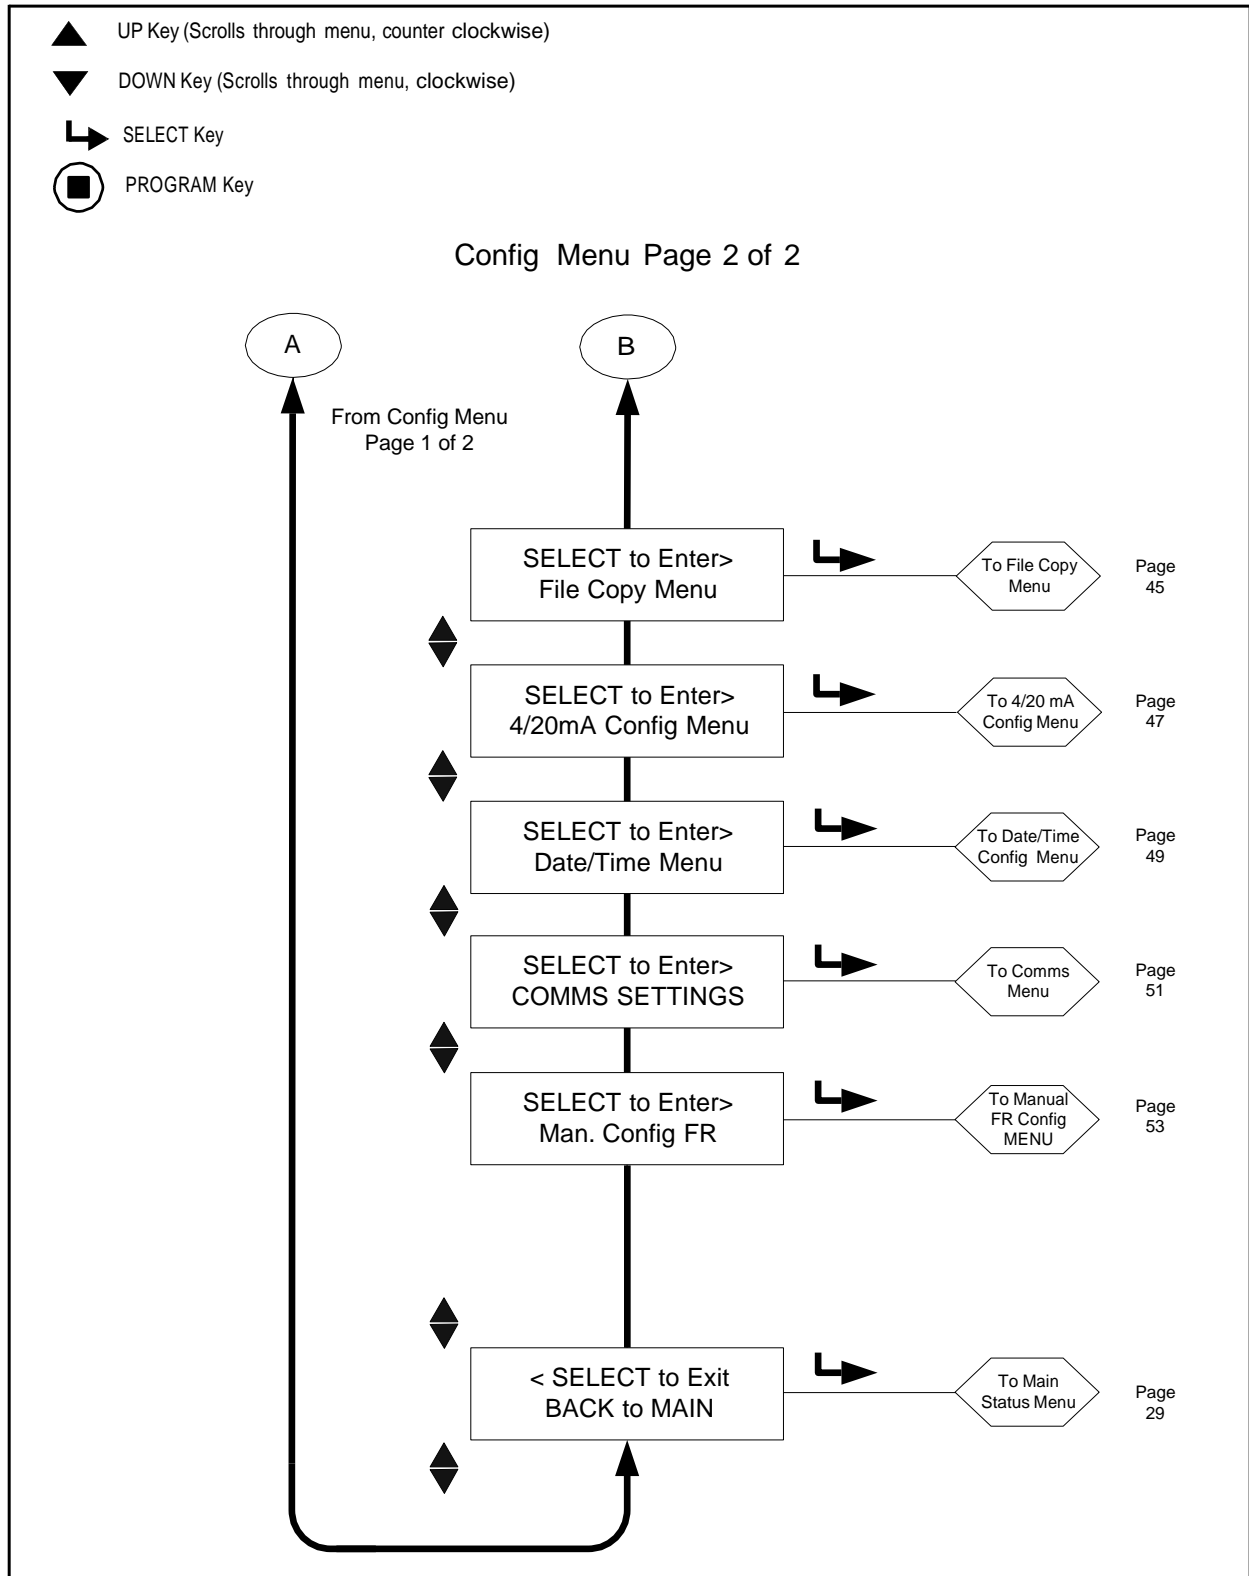 UP Key (Scrolls through menu, counter clockwise)
DOWN Key (Scrolls through menu, clockwise)
SELECT Key
PROGRAM Key
Config Menu Page 2 of 2
A
B
From Config Menu
Page 1 of 2
SELECT to Enter>
File Copy Menu
To File Copy
Menu
Page
45
SELECT to Enter>
4/20mA Config Menu
To 4/20 mA
Config Menu
Page
47
SELECT to Enter>
Date/Time Menu
To Date/Time
Config Menu
Page
49
SELECT to Enter>
COMMS SETTINGS
To Comms
Menu
Page
51
SELECT to Enter>
Man. Config FR
To Manual
FR Config
MENU
Page
53
< SELECT to Exit
BACK to MAIN
To Main
Status Menu
Page
29